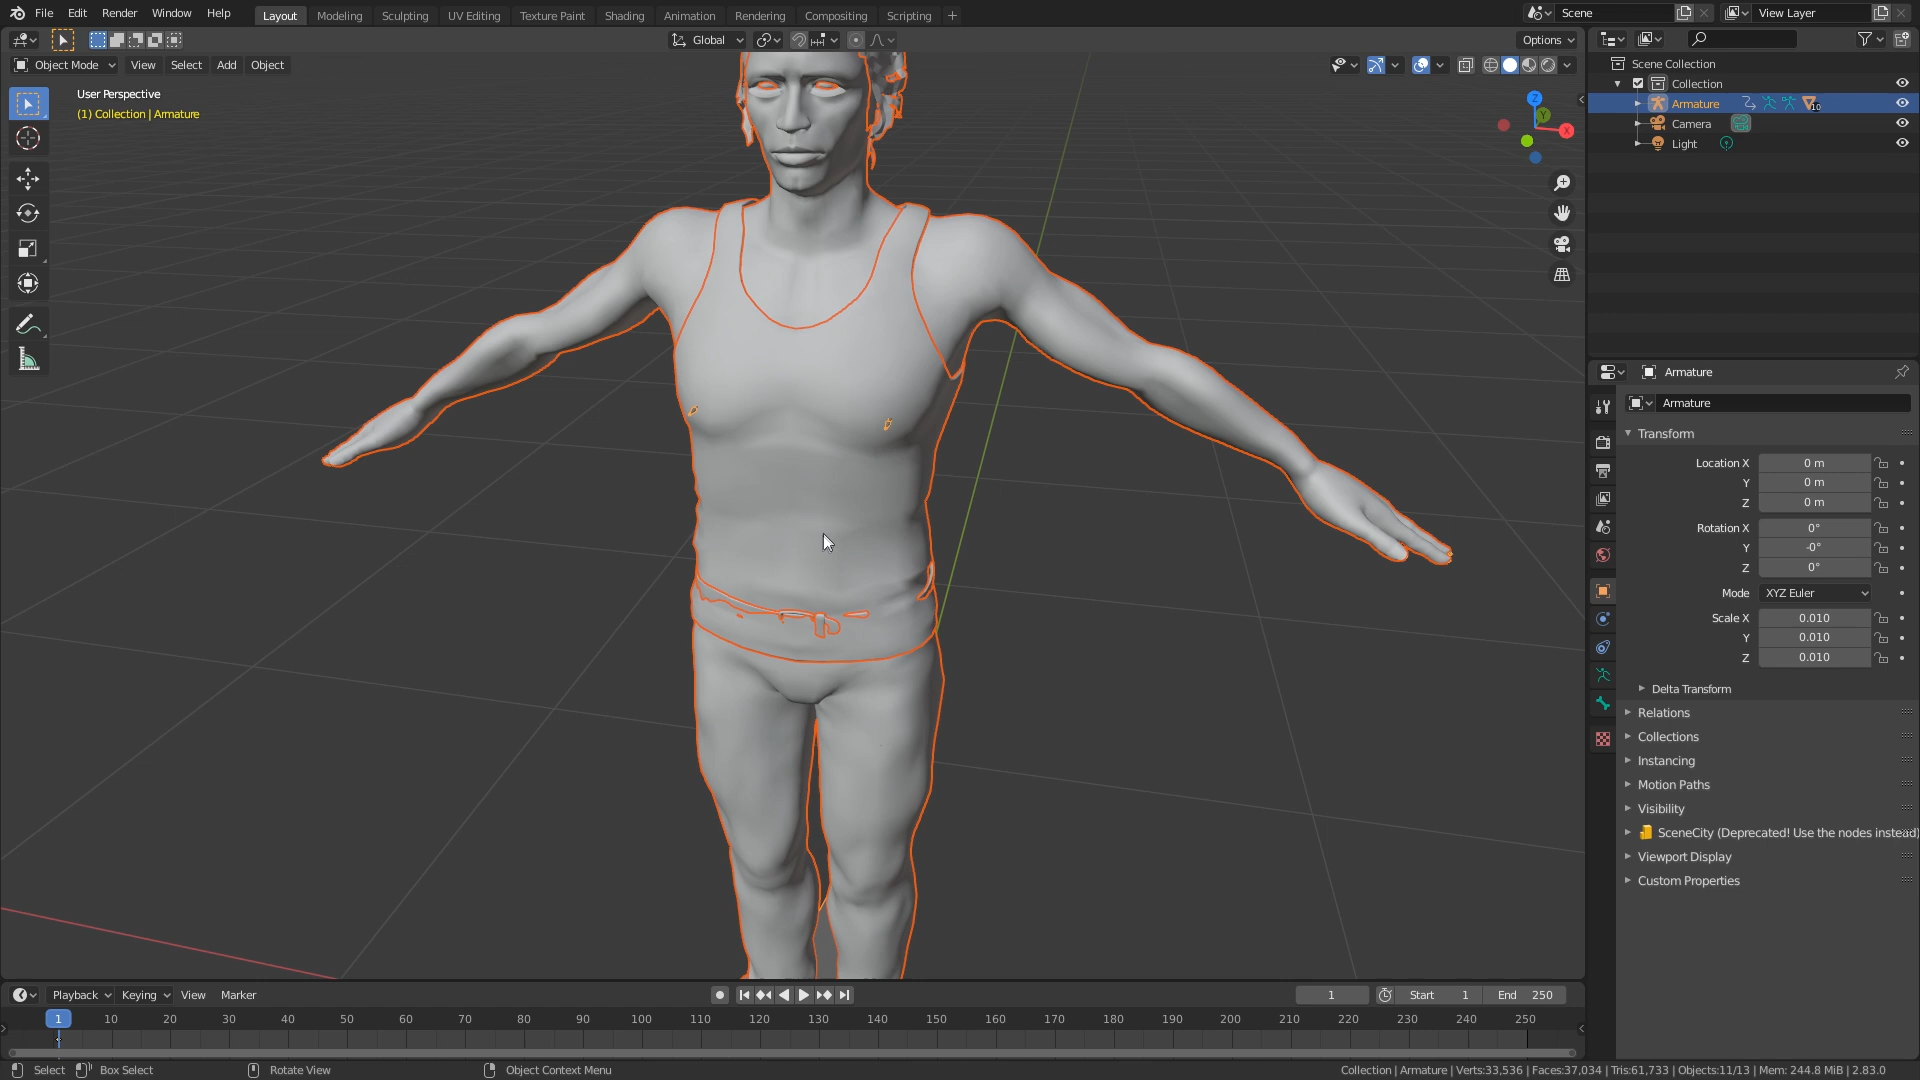 File Edit Render Window Help Layout Modeling Sculpting UV Editing Texture Paint Shading Animation Rendering Compositing Scripting + Scene View Layer
Global Options
Object Mode View Select Add Object
User Perspective
(1) Collection | Armature
Z
Y
X
Scene Collection
Collection
Armature 10
Camera
Light
Armature
Armature
Transform
Location X 0 m
Y 0 m
Z 0 m
Rotation X 0°
Y -0°
Z 0°
Mode XYZ Euler
Scale X 0.010
Y 0.010
Z 0.010
Delta Transform
Relations
Collections
Instancing
Motion Paths
Visibility
SceneCity (Deprecated! Use the nodes instead)
Viewport Display
Custom Properties
Playback Keying View Marker 1 Start 1 End 250
1 10 20 30 40 50 60 70 80 90 100 110 120 130 140 150 160 170 180 190 200 210 220 230 240 250
Select Box Select Rotate View Object Context Menu Collection | Armature | Verts:33,536 | Faces:37,034 | Tris:61,733 | Objects:11/13 | Mem: 244.8 MiB | 2.83.0